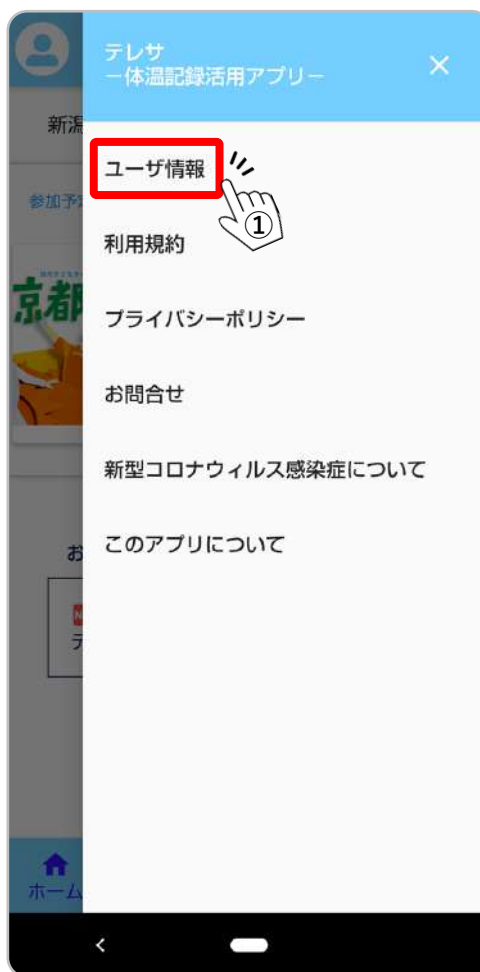 テレサ
ー体温記録活用アプリー
×
新潟
ユーザ情報
①
参加予定
利用規約
京都
プライバシーポリシー
お問合せ
新型コロナウィルス感染症について
お
このアプリについて
テ
ホーム